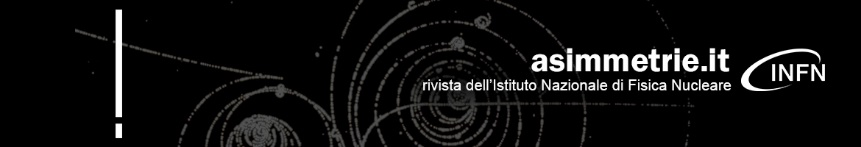 asimmetrie.it
rivista dell'Istituto Nazionale di Fisica Nucleare
INFN